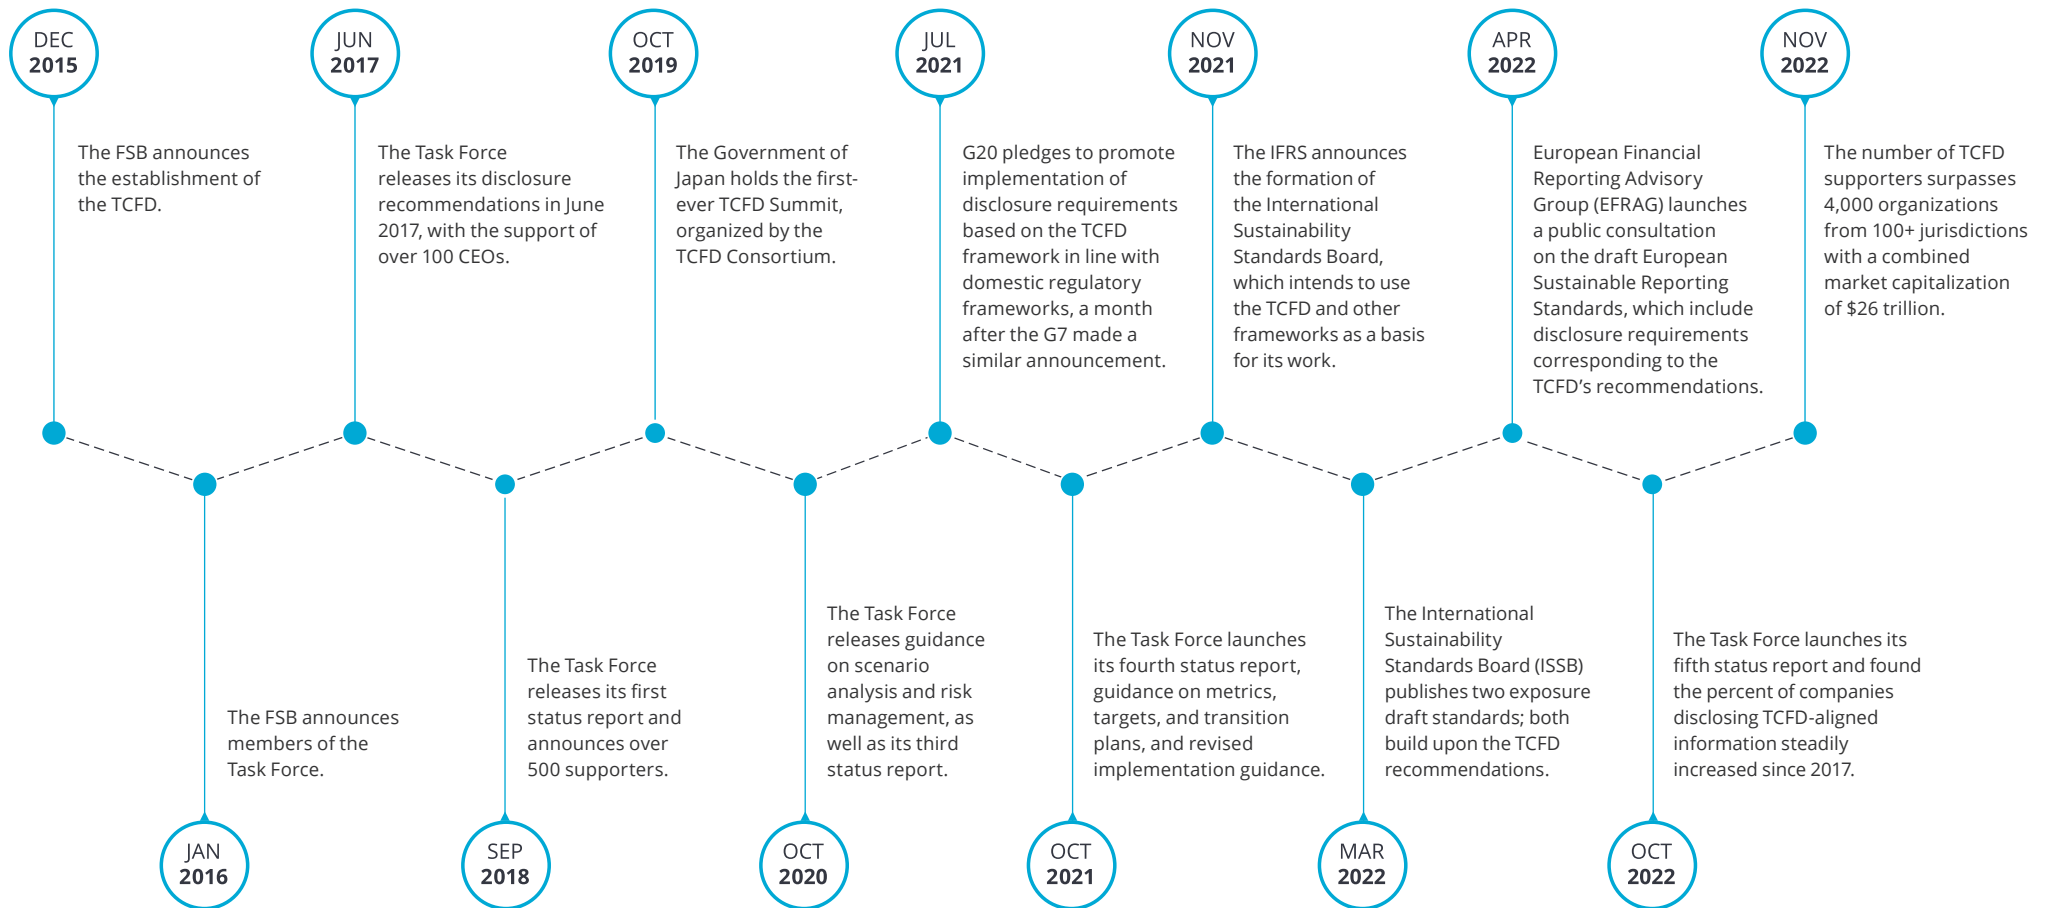 DEC
2015
The FSB announces
the establishment of
the TCFD.
JUN
2017
The Task Force
releases its disclosure
recommendations in June
2017, with the support of
over 100 CEOs.
OCT
2019
The Government of
Japan holds the first-
ever TCFD Summit,
organized by the
TCFD Consortium.
JUL
2021
G20 pledges to promote
implementation of
disclosure requirements
based on the TCFD
framework in line with
domestic regulatory
frameworks, a month
after the G7 made a
similar announcement.
NOV
2021
The IFRS announces
the formation of
the International
Sustainability
Standards Board,
which intends to use
the TCFD and other
frameworks as a basis
for its work.
APR
2022
European Financial
Reporting Advisory
Group (EFRAG) launches
a public consultation
on the draft European
Sustainable Reporting
Standards, which include
disclosure requirements
corresponding to the
TCFD’s recommendations.
NOV
2022
The number of TCFD
supporters surpasses
4,000 organizations
from 100+ jurisdictions
with a combined
market capitalization
of $26 trillion.
The FSB announces
members of the
Task Force.
JAN
2016
The Task Force
releases its first
status report and
announces over
500 supporters.
SEP
2018
The Task Force
releases guidance
on scenario
analysis and risk
management, as
well as its third
status report.
OCT
2020
The Task Force launches
its fourth status report,
guidance on metrics,
targets, and transition
plans, and revised
implementation guidance.
OCT
2021
The International
Sustainability
Standards Board (ISSB)
publishes two exposure
draft standards; both
build upon the TCFD
recommendations.
MAR
2022
The Task Force launches its
fifth status report and found
the percent of companies
disclosing TCFD-aligned
information steadily
increased since 2017.
OCT
2022